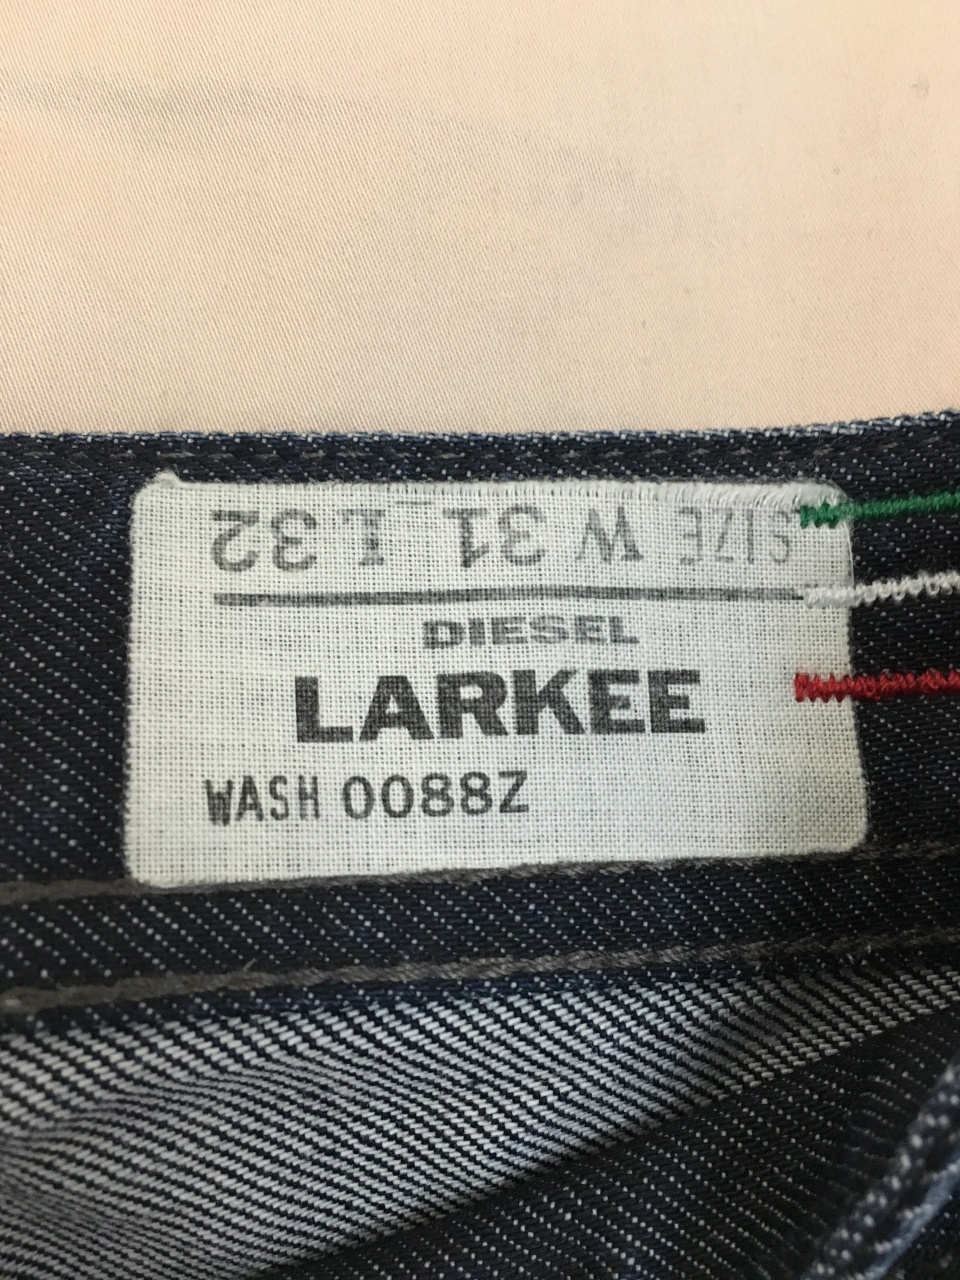 SIZE W 31 L 32
DIESEL
LARKEE
WASH 0088Z